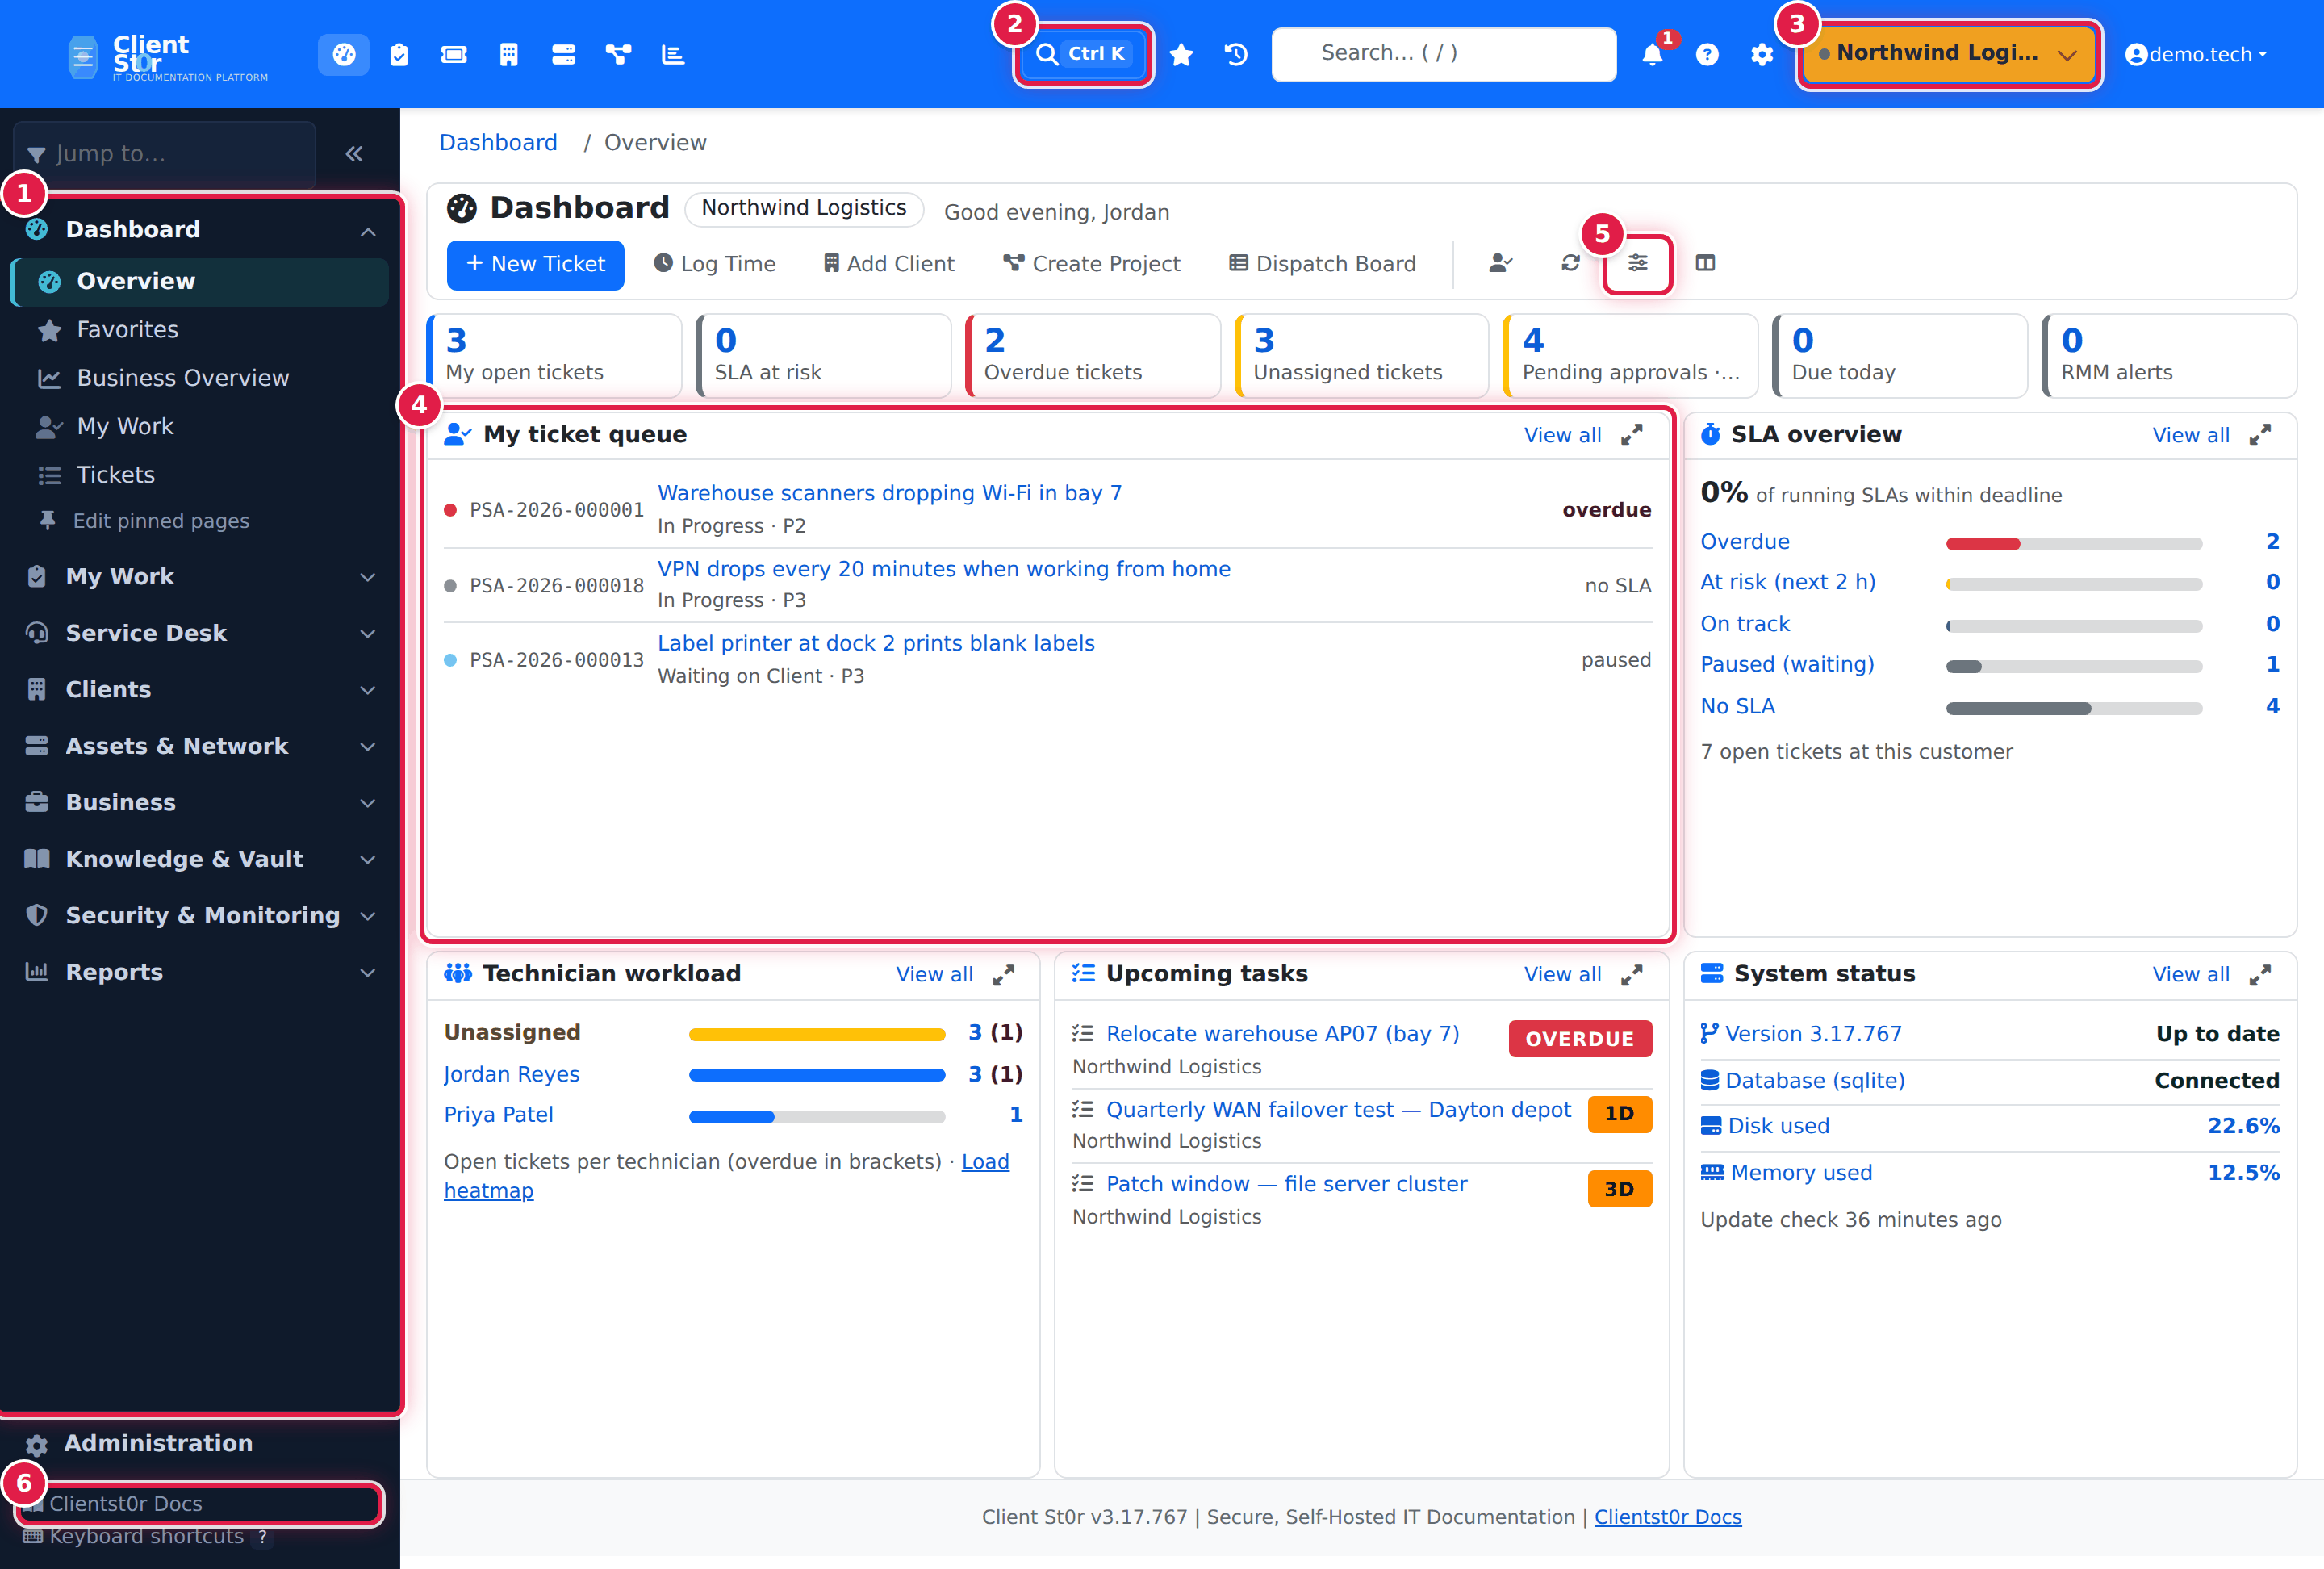 Client
St0r
IT DOCUMENTATION PLATFORM
2
Ctrl K
Search... ( / )
1
3
Northwind Logi...
demo.tech
Jump to...
1
Dashboard
Overview
Favorites
Business Overview
My Work
Tickets
Edit pinned pages
My Work
Service Desk
Clients
Assets & Network
Business
Knowledge & Vault
Security & Monitoring
Reports
Administration
6
Clientst0r Docs
Keyboard shortcuts ?
Dashboard / Overview
Dashboard Northwind Logistics Good evening, Jordan
New Ticket Log Time Add Client Create Project Dispatch Board
5
3
My open tickets
0
SLA at risk
2
Overdue tickets
3
Unassigned tickets
4
Pending approvals ·...
0
Due today
0
RMM alerts
4
My ticket queue View all
PSA-2026-000001 Warehouse scanners dropping Wi-Fi in bay 7
In Progress · P2
overdue
PSA-2026-000018 VPN drops every 20 minutes when working from home
In Progress · P3
no SLA
PSA-2026-000013 Label printer at dock 2 prints blank labels
Waiting on Client · P3
paused
SLA overview View all
0% of running SLAs within deadline
Overdue 2
At risk (next 2 h) 0
On track 0
Paused (waiting) 1
No SLA 4
7 open tickets at this customer
Technician workload View all
Unassigned 3 (1)
Jordan Reyes 3 (1)
Priya Patel 1
Open tickets per technician (overdue in brackets) · Load
heatmap
Upcoming tasks View all
Relocate warehouse AP07 (bay 7) OVERDUE
Northwind Logistics
Quarterly WAN failover test — Dayton depot 1D
Northwind Logistics
Patch window — file server cluster 3D
Northwind Logistics
System status View all
Version 3.17.767 Up to date
Database (sqlite) Connected
Disk used 22.6%
Memory used 12.5%
Update check 36 minutes ago
Client St0r v3.17.767 | Secure, Self-Hosted IT Documentation | Clientst0r Docs